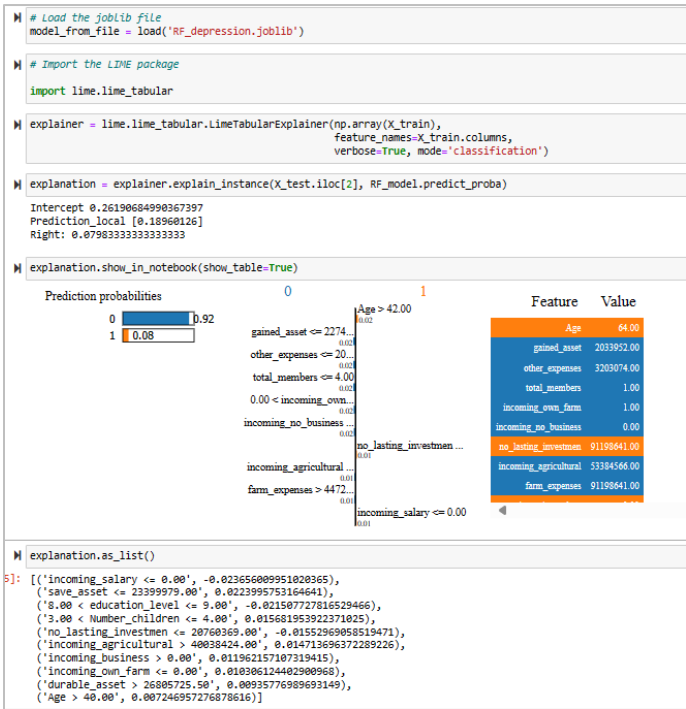 # Load the joblib file
model_from_file = load('RF_depression.joblib')
# Import the LIME package
import lime.lime_tabular
explainer = lime.lime_tabular.LimeTabularExplainer(np.array(X_train),
feature_names=X_train.columns,
verbose=True, mode='classification')
explanation = explainer.explain_instance(X_test.iloc[2], RF_model.predict_proba)
Intercept 0.26190684990367397
Prediction_local [0.18960126]
Right: 0.07983333333333333
explanation.show_in_notebook(show_table=True)
Prediction probabilities
0 0.92
1 0.08
0 1
Age > 42.00
0.02
gained_asset <= 2274...
0.02
other_expenses <= 20...
0.02
total_members <= 4.00
0.02
0.00 < incoming_own...
0.02
incoming_no_business ...
0.02
no_lasting_investmen ...
0.01
incoming_agricultural ...
0.01
farm_expenses > 4472...
0.01
incoming_salary <= 0.00
0.01
Feature Value
Age 64.00
gained_asset 2033952.00
other_expenses 3203074.00
total_members 1.00
incoming_own_farm 1.00
incoming_no_business 0.00
no_lasting_investmen 91198641.00
incoming_agricultural 53384566.00
farm_expenses 91198641.00
explanation.as_list()
5]: [('incoming_salary <= 0.00', -0.023656009951020365),
('save_asset <= 23399979.00', 0.0223995753164641),
('8.00 < education_level <= 9.00', -0.021507727816529466),
('3.00 < Number_children <= 4.00', 0.015681953922371025),
('no_lasting_investmen <= 20760369.00', -0.01552969058519471),
('incoming_agricultural > 40038424.00', 0.014713696372289226),
('incoming_business > 0.00', 0.011962157107319415),
('incoming_own_farm <= 0.00', 0.010306124402900968),
('durable_asset > 26805725.50', 0.00935776989693149),
('Age > 40.00', 0.007246957276878616)]